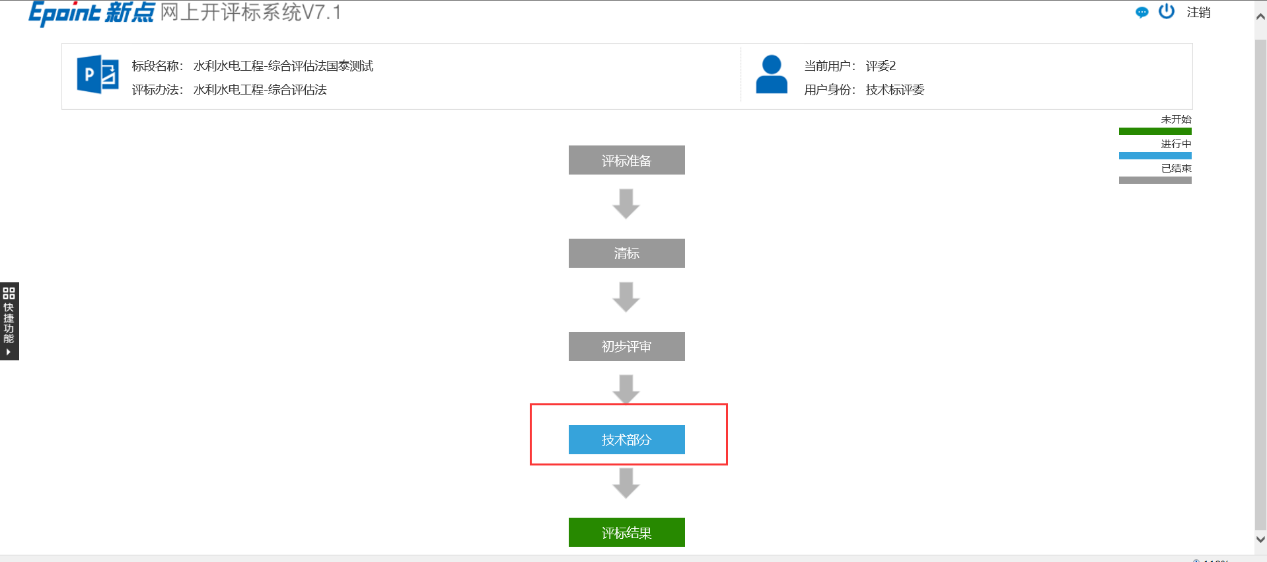 Epoint 新点 网上开评标系统V7.1
注销
标段名称： 水利水电工程-综合评估法国泰测试
评标办法： 水利水电工程-综合评估法
当前用户： 评委2
用户身份： 技术标评委
未开始
进行中
已结束
评标准备
清标
初步评审
技术部分
评标结果
快捷功能